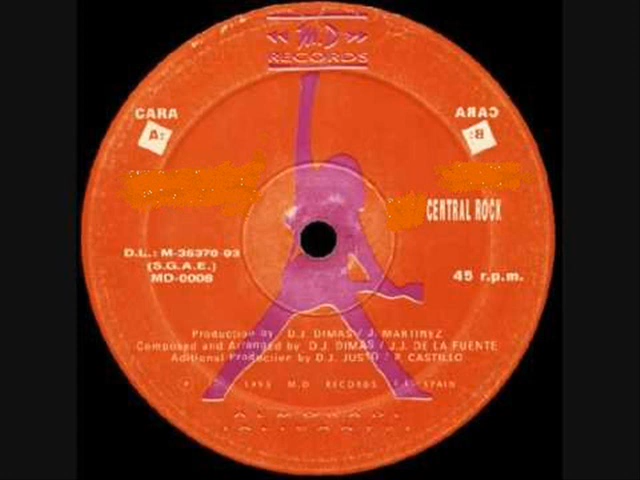 « M.D »
RECORDS
CARA
A:
CARA
B:
CENTRAL ROCK
D.L.: M-36370-93
(S.G.A.E.)
MD-0008
45 r.p.m.
Production by D.J. DIMAS / J. MARTINEZ
Composed and Arranged by D.J. DIMAS / J.J. DE LA FUENTE
Aditional Production by D.J. JUSTO / P. CASTILLO
1993 M.D RECORDS SPAIN